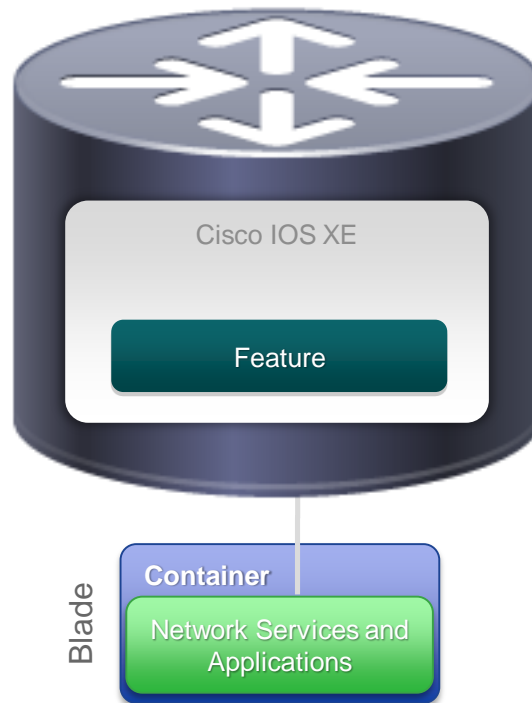 Cisco IOS XE
Feature
Blade
Container
Network Services and
Applications